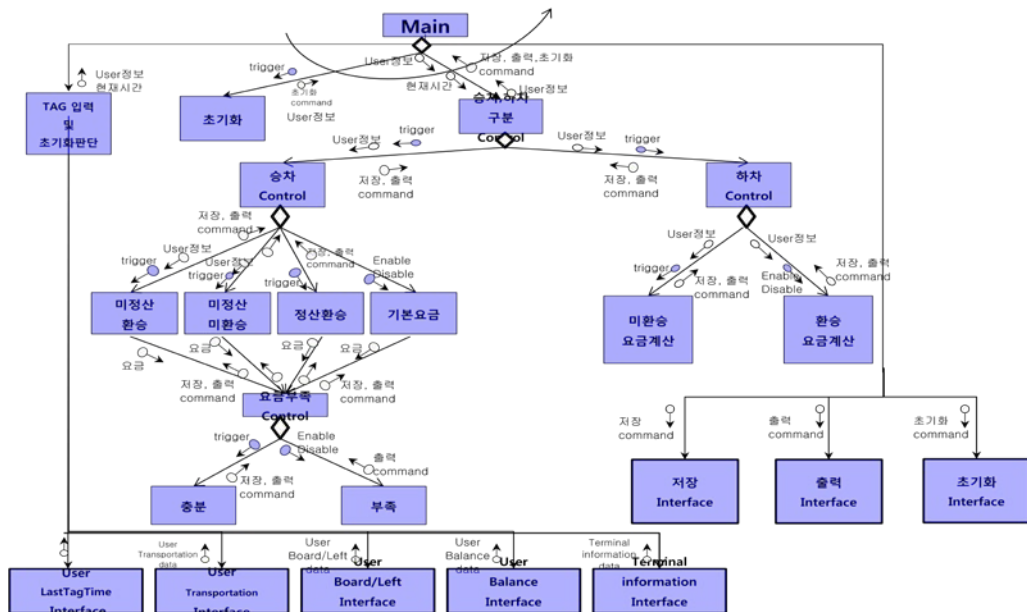 Main
User정보
현재시간
trigger
초기화
command
User정보
User정보
현재시간
저장, 출력,초기화
command
User정보
TAG 입력
및
초기화판단
초기화
승차,하차
구분
Control
User정보
trigger
저장, 출력
command
User정보
trigger
저장, 출력
command
승차
Control
하차
Control
저장, 출력
command
User정보
trigger
User정보
trigger
저장, 출력
command
trigger
Enable
Disable
User정보
trigger
저장, 출력
command
User정보
Enable
Disable
저장, 출력
command
미정산
환승
미정산
미환승
정산환승
기본요금
미환승
요금계산
환승
요금계산
요금
요금
요금
요금
저장, 출력
command
저장, 출력
command
요금부족
Control
trigger
Enable
Disable
저장, 출력
command
출력
command
충분
부족
저장
command
출력
command
초기화
command
저장
Interface
출력
Interface
초기화
Interface
User
Transportation
data
User
Board/Left
data
User
Balance
data
Terminal
information
data
User
LastTagTime
Interface
User
Transportation
Interface
User
Board/Left
Interface
User
Balance
Interface
Terminal
information
Interface